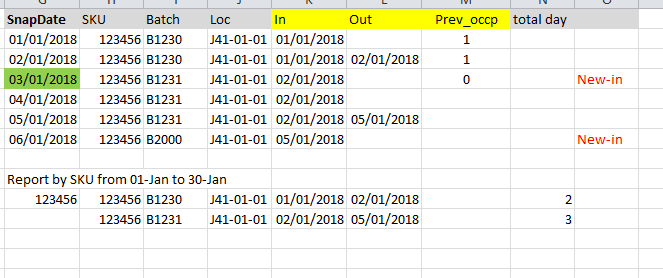 G H I J K L M N O
SnapDate SKU Batch Loc In Out Prev_occp total day
01/01/2018 123456 B1230 J41-01-01 01/01/2018 1
02/01/2018 123456 B1230 J41-01-01 01/01/2018 02/01/2018 1
03/01/2018 123456 B1231 J41-01-01 02/01/2018 0 New-in
04/01/2018 123456 B1231 J41-01-01 02/01/2018
05/01/2018 123456 B1231 J41-01-01 02/01/2018 05/01/2018
06/01/2018 123456 B2000 J41-01-01 05/01/2018 New-in
Report by SKU from 01-Jan to 30-Jan
123456 123456 B1230 J41-01-01 01/01/2018 02/01/2018 2
123456 B1231 J41-01-01 02/01/2018 05/01/2018 3